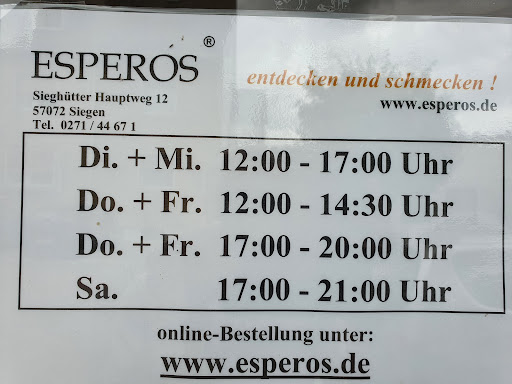 ESPEROS ®
entdecken und schmecken !
Sieghütter Hauptweg 12
57072 Siegen
Tel. 0271 / 44 67 1
www.esperos.de
Di. + Mi. 12:00 - 17:00 Uhr
Do. + Fr. 12:00 - 14:30 Uhr
Do. + Fr. 17:00 - 20:00 Uhr
Sa. 17:00 - 21:00 Uhr
online-Bestellung unter:
www.esperos.de